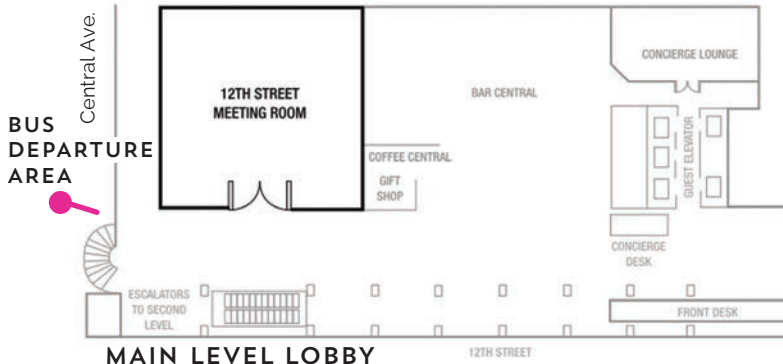 Central Ave.
BUS
DEPARTURE
AREA
12TH STREET
MEETING ROOM
BAR CENTRAL
CONCIERGE LOUNGE
COFFEE CENTRAL
GIFT
SHOP
GUEST ELEVATOR
CONCIERGE
DESK
ESCALATORS
TO SECOND
LEVEL
FRONT DESK
MAIN LEVEL LOBBY
12TH STREET